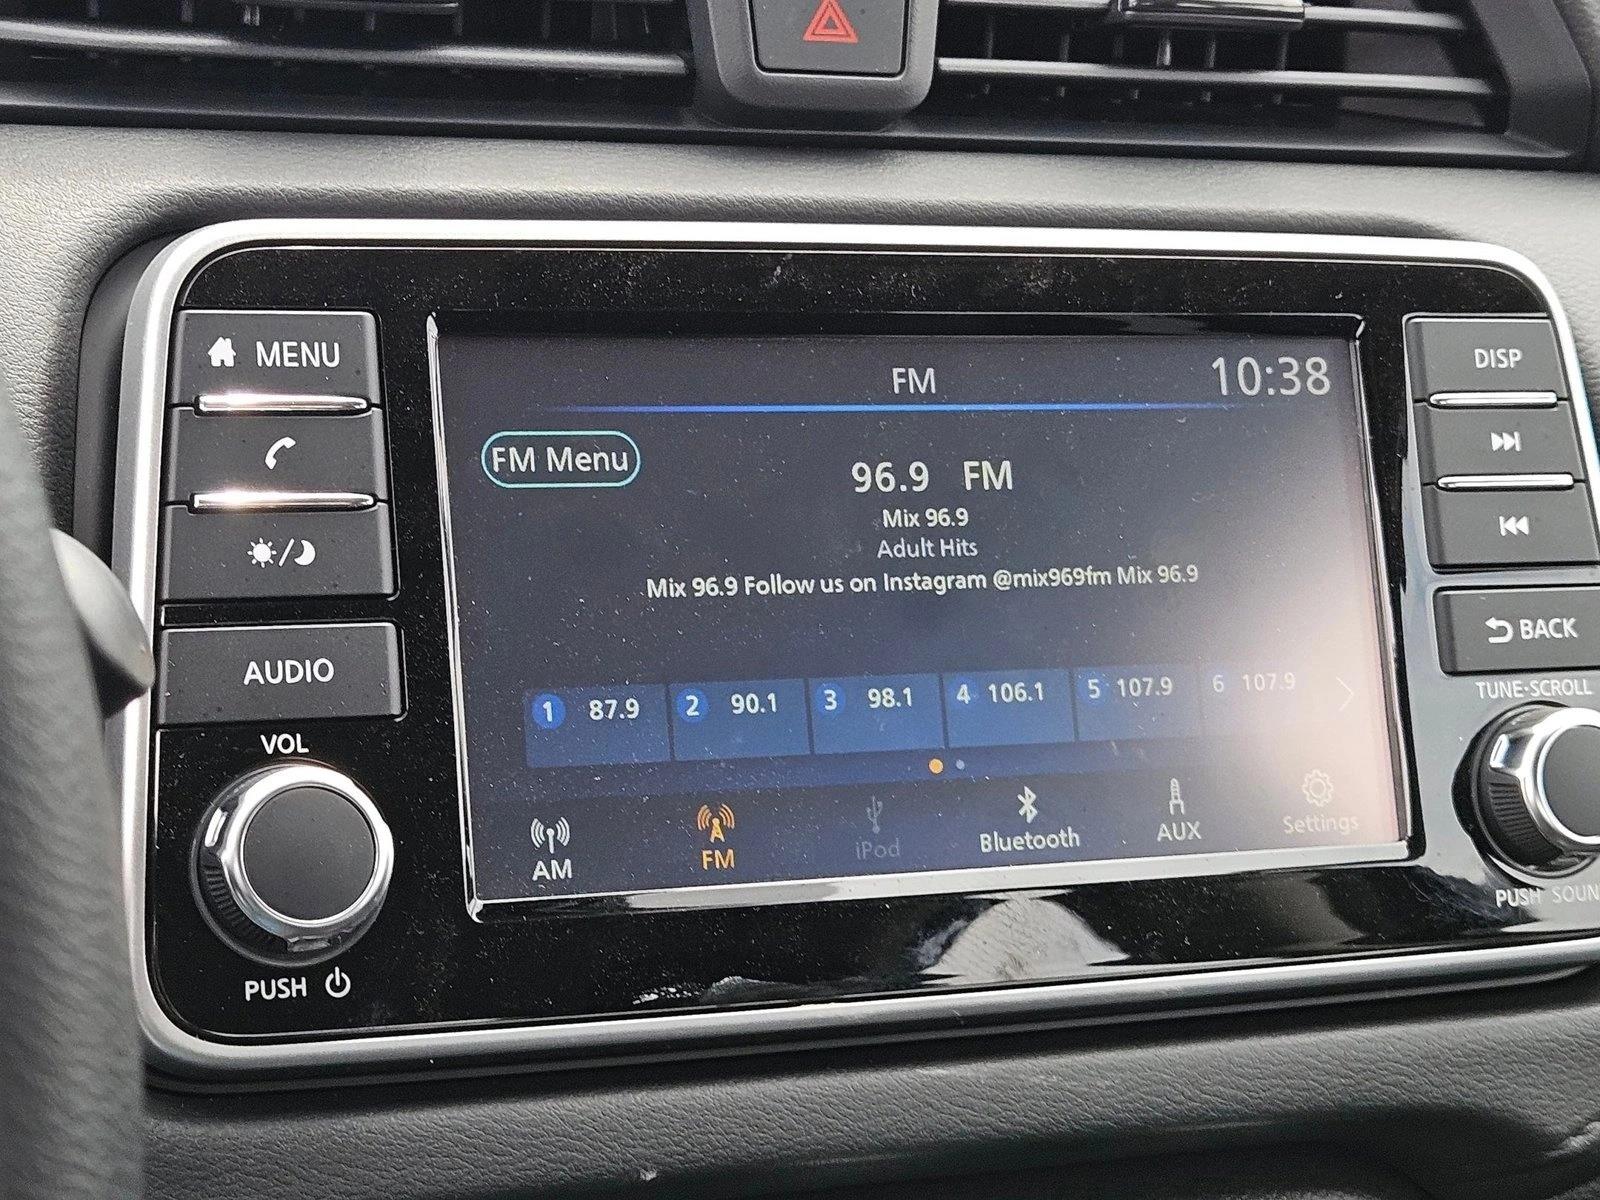 MENU
AUDIO
VOL
PUSH
FM
10:38
FM Menu
96.9 FM
Mix 96.9
Adult Hits
Mix 96.9 Follow us on Instagram @mix969fm Mix 96.9
1 87.9 2 90.1 3 98.1 4 106.1 5 107.9 6 107.9
AM FM iPod Bluetooth AUX Settings
DISP
BACK
TUNE·SCROLL
PUSH SOUN